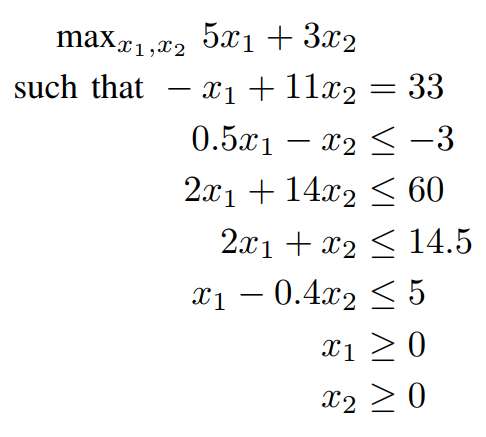 max_{x_1,x_2} 5x_1 + 3x_2
such that − x_1 + 11x_2 = 33
0.5x_1 − x_2 ≤ −3
2x_1 + 14x_2 ≤ 60
2x_1 + x_2 ≤ 14.5
x_1 − 0.4x_2 ≤ 5
x_1 ≥ 0
x_2 ≥ 0